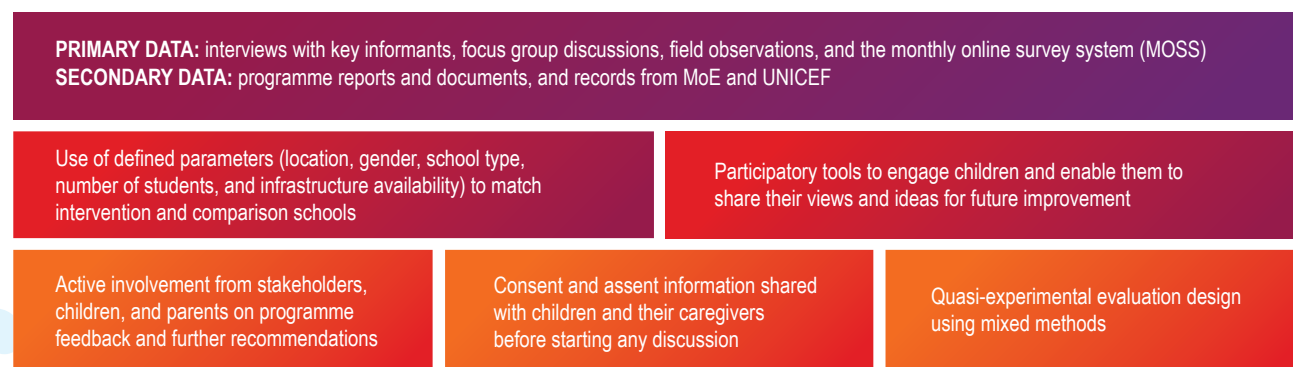 PRIMARY DATA: interviews with key informants, focus group discussions, field observations, and the monthly online survey system (MOSS)
SECONDARY DATA: programme reports and documents, and records from MoE and UNICEF
Use of defined parameters (location, gender, school type,
number of students, and infrastructure availability) to match
intervention and comparison schools
Participatory tools to engage children and enable them to
share their views and ideas for future improvement
Active involvement from stakeholders,
children, and parents on programme
feedback and further recommendations
Consent and assent information shared
with children and their caregivers
before starting any discussion
Quasi-experimental evaluation design
using mixed methods